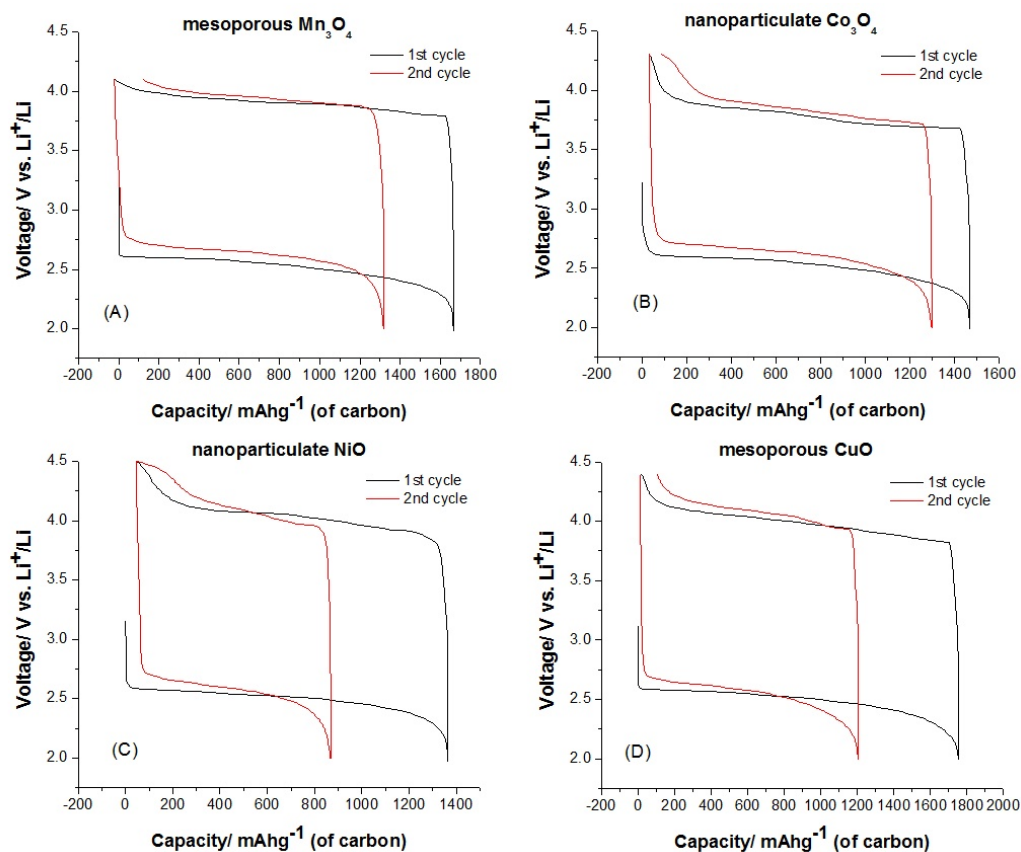 mesoporous Mn₃O₄
1st cycle
2nd cycle
4.5
4.0
3.5
3.0
2.5
2.0
Voltage/ V vs. Li⁺/Li
(A)
-200 0 200 400 600 800 1000 1200 1400 1600 1800
Capacity/ mAhg⁻¹ (of carbon)
nanoparticulate Co₃O₄
1st cycle
2nd cycle
4.5
4.0
3.5
3.0
2.5
2.0
Voltage/ V vs. Li⁺/Li
(B)
-200 0 200 400 600 800 1000 1200 1400 1600
Capacity/ mAhg⁻¹ (of carbon)
nanoparticulate NiO
1st cycle
2nd cycle
4.5
4.0
3.5
3.0
2.5
2.0
Voltage/ V vs. Li⁺/Li
(C)
-200 0 200 400 600 800 1000 1200 1400 1600
Capacity/ mAhg⁻¹ (of carbon)
mesoporous CuO
1st cycle
2nd cycle
4.5
4.0
3.5
3.0
2.5
2.0
Voltage/ V vs. Li⁺/Li
(D)
-200 0 200 400 600 800 1000 1200 1400 1600 1800 2000
Capacity/ mAhg⁻¹ (of carbon)